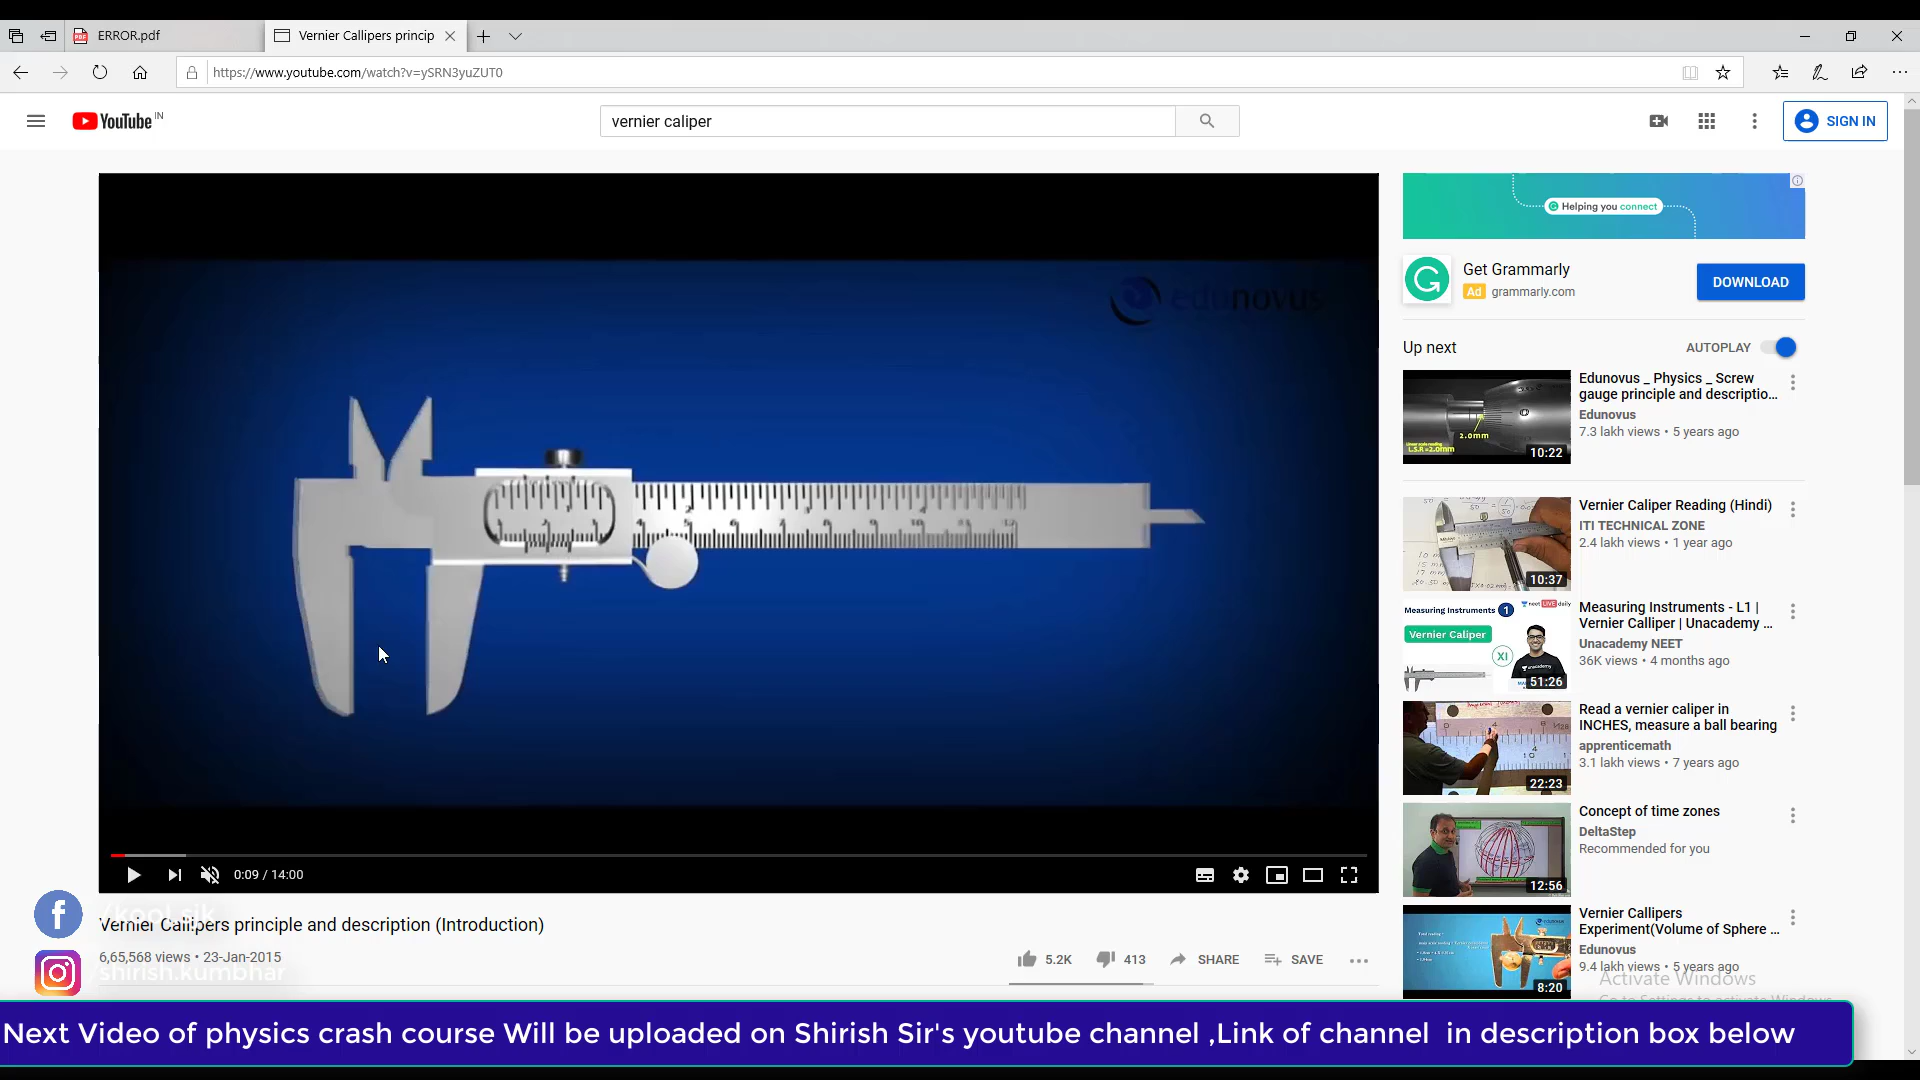 ERROR.pdf
Vernier Callipers princip
https://www.youtube.com/watch?v=ySRN3yuZUT0
YouTube IN
vernier caliper
SIGN IN
edunovus
Helping you connect
Get Grammarly
Ad grammarly.com
DOWNLOAD
Up next
AUTOPLAY
Edunovus _ Physics _ Screw
gauge principle and descriptio...
Edunovus
7.3 lakh views • 5 years ago
2.0mm
L.S.R =2.0mm
10:22
Vernier Caliper Reading (Hindi)
ITI TECHNICAL ZONE
2.4 lakh views • 1 year ago
10:37
Measuring Instruments 1
Vernier Caliper
XI
51:26
Measuring Instruments - L1 |
Vernier Calliper | Unacademy ...
Unacademy NEET
36K views • 4 months ago
Read a vernier caliper in
INCHES, measure a ball bearing
apprenticemath
3.1 lakh views • 7 years ago
22:23
Concept of time zones
DeltaStep
Recommended for you
12:56
Vernier Callipers
Experiment(Volume of Sphere ...
Edunovus
9.4 lakh views • 5 years ago
8:20
0:09 / 14:00
Vernier Callipers principle and description (Introduction)
6,65,568 views • 23-Jan-2015
shirish.kumbhar
5.2K
413
SHARE
SAVE
Activate Windows
Next Video of physics crash course Will be uploaded on Shirish Sir's youtube channel ,Link of channel in description box below